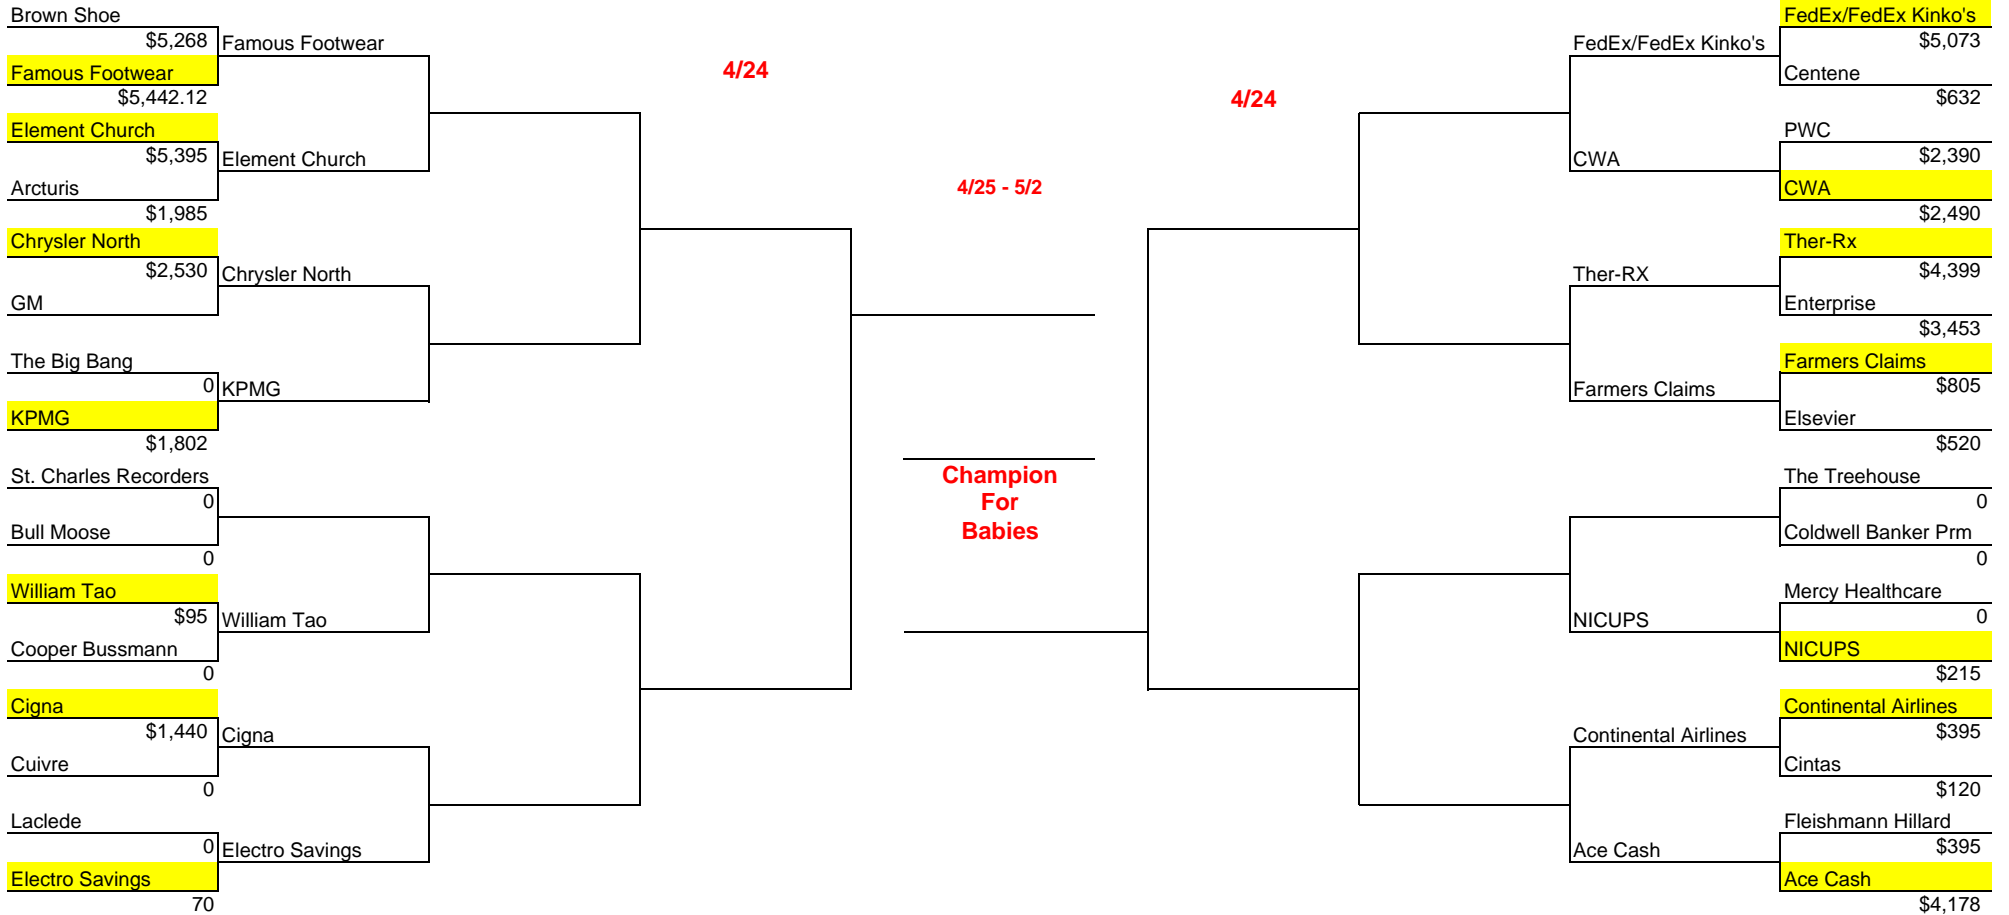 Brown Shoe
$5,268
Famous Footwear
$5,442.12
Element Church
$5,395
Arcturis
$1,985
Chrysler North
$2,530
GM
The Big Bang
0
KPMG
$1,802
St. Charles Recorders
0
Bull Moose
0
William Tao
$95
Cooper Bussmann
0
Cigna
$1,440
Cuivre
0
Laclede
0
Electro Savings
70
Famous Footwear
Element Church
Chrysler North
KPMG
William Tao
Cigna
Electro Savings
4/24
4/25 - 5/2
Champion
For
Babies
4/24
FedEx/FedEx Kinko's
CWA
Ther-RX
Farmers Claims
NICUPS
Continental Airlines
Ace Cash
FedEx/FedEx Kinko's
$5,073
Centene
$632
PWC
$2,390
CWA
$2,490
Ther-Rx
$4,399
Enterprise
$3,453
Farmers Claims
$805
Elsevier
$520
The Treehouse
0
Coldwell Banker Prm
0
Mercy Healthcare
0
NICUPS
$215
Continental Airlines
$395
Cintas
$120
Fleishmann Hillard
$395
Ace Cash
$4,178